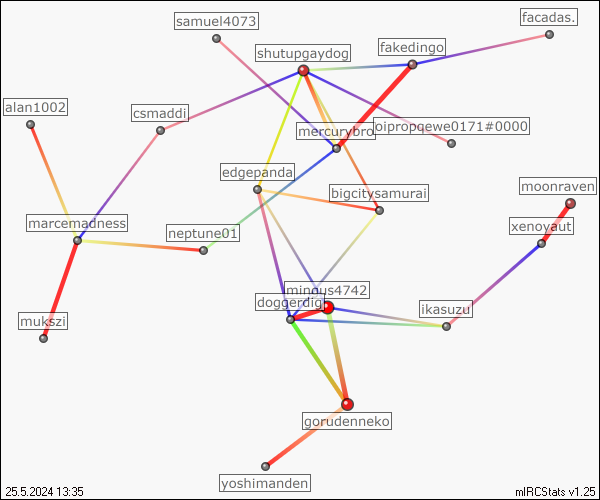 samuel4073
facadas.
shutupgaydog
fakedingo
alan1002
csmaddi
mercurybro
oipropqewe0171#0000
edgepanda
bigcitysamurai
moonraven
marcemadness
neptune01
xenoyaut
minous4742
doggerdig
ikasuzu
mukszi
gorudenneko
yoshimanden
25.5.2024 13:35
mIRCStats v1.25